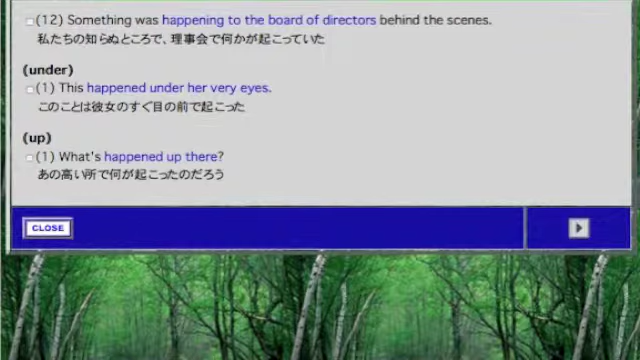 (12) Something was happening to the board of directors behind the scenes.
私たちの知らぬところで、理事会で何かが起こっていた
(under)
(1) This happened under her very eyes.
このことは彼女のすぐ目の前で起こった
(up)
(1) What's happened up there?
あの高い所で何が起こったのだろう
CLOSE